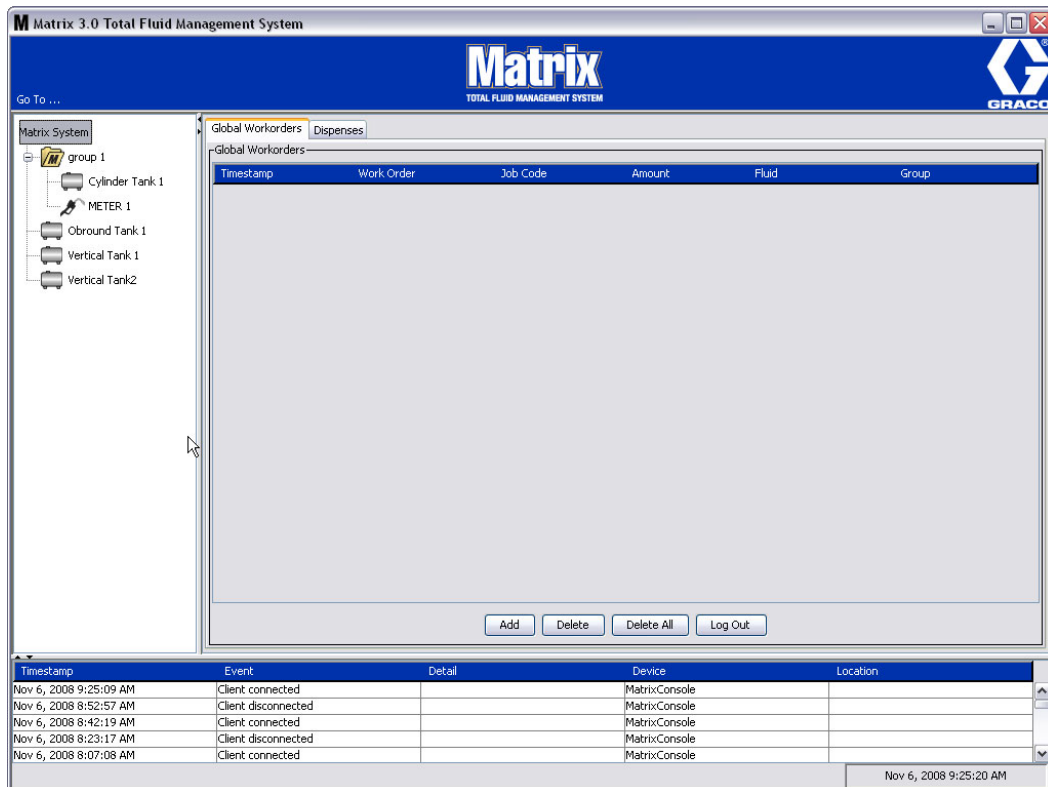 M Matrix 3.0 Total Fluid Management System
Matrix
TOTAL FLUID MANAGEMENT SYSTEM
Go To ...
GRACO®
Matrix System
group 1
Cylinder Tank 1
METER 1
Obround Tank 1
Vertical Tank 1
Vertical Tank2
Global Workorders Dispenses
Global Workorders
Timestamp Work Order Job Code Amount Fluid Group
Add Delete Delete All Log Out
Timestamp Event Detail Device Location
Nov 6, 2008 9:25:09 AM Client connected MatrixConsole
Nov 6, 2008 8:52:57 AM Client disconnected MatrixConsole
Nov 6, 2008 8:42:19 AM Client connected MatrixConsole
Nov 6, 2008 8:23:17 AM Client disconnected MatrixConsole
Nov 6, 2008 8:07:08 AM Client connected MatrixConsole
Nov 6, 2008 9:25:20 AM